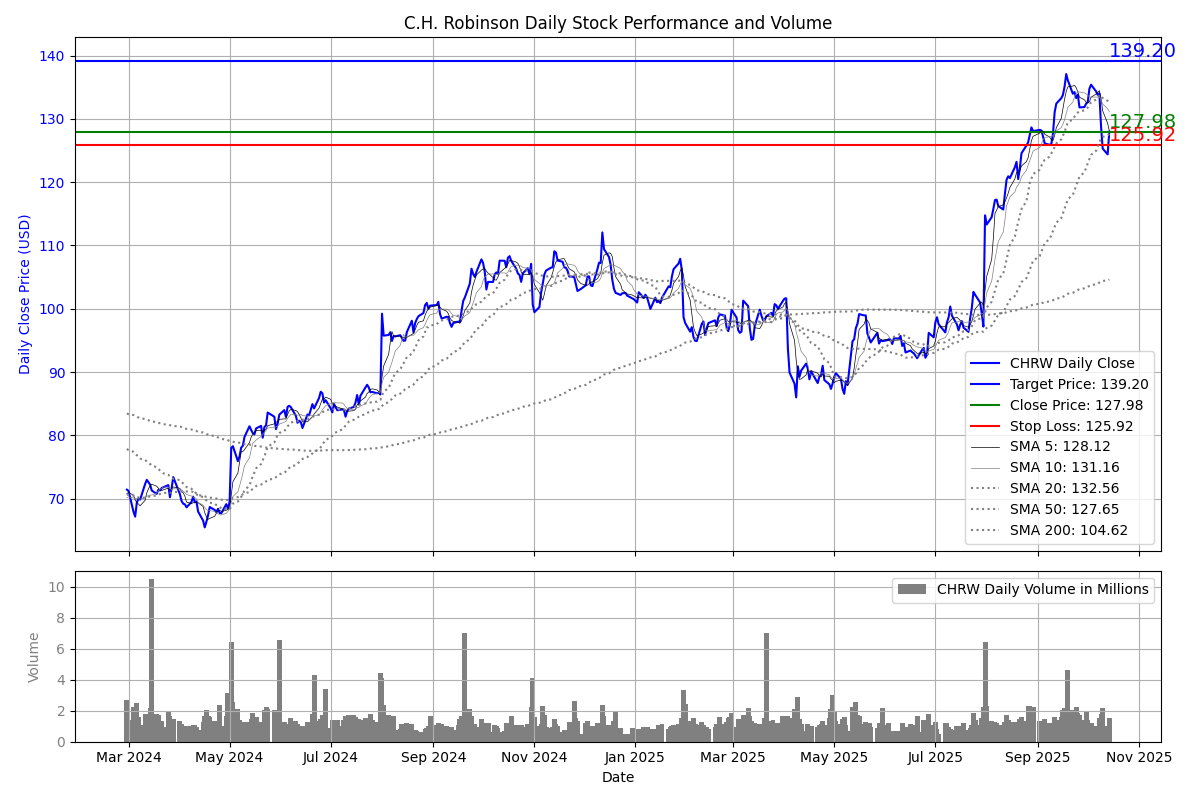 C.H. Robinson Daily Stock Performance and Volume
Daily Close Price (USD)
140
130
120
110
100
90
80
70
139.20
127.98
125.92
CHRW Daily Close
Target Price: 139.20
Close Price: 127.98
Stop Loss: 125.92
SMA 5: 128.12
SMA 10: 131.16
SMA 20: 132.56
SMA 50: 127.65
SMA 200: 104.62
Volume
10
8
6
4
2
0
CHRW Daily Volume in Millions
Mar 2024
May 2024
Jul 2024
Sep 2024
Nov 2024
Jan 2025
Mar 2025
May 2025
Jul 2025
Sep 2025
Nov 2025
Date